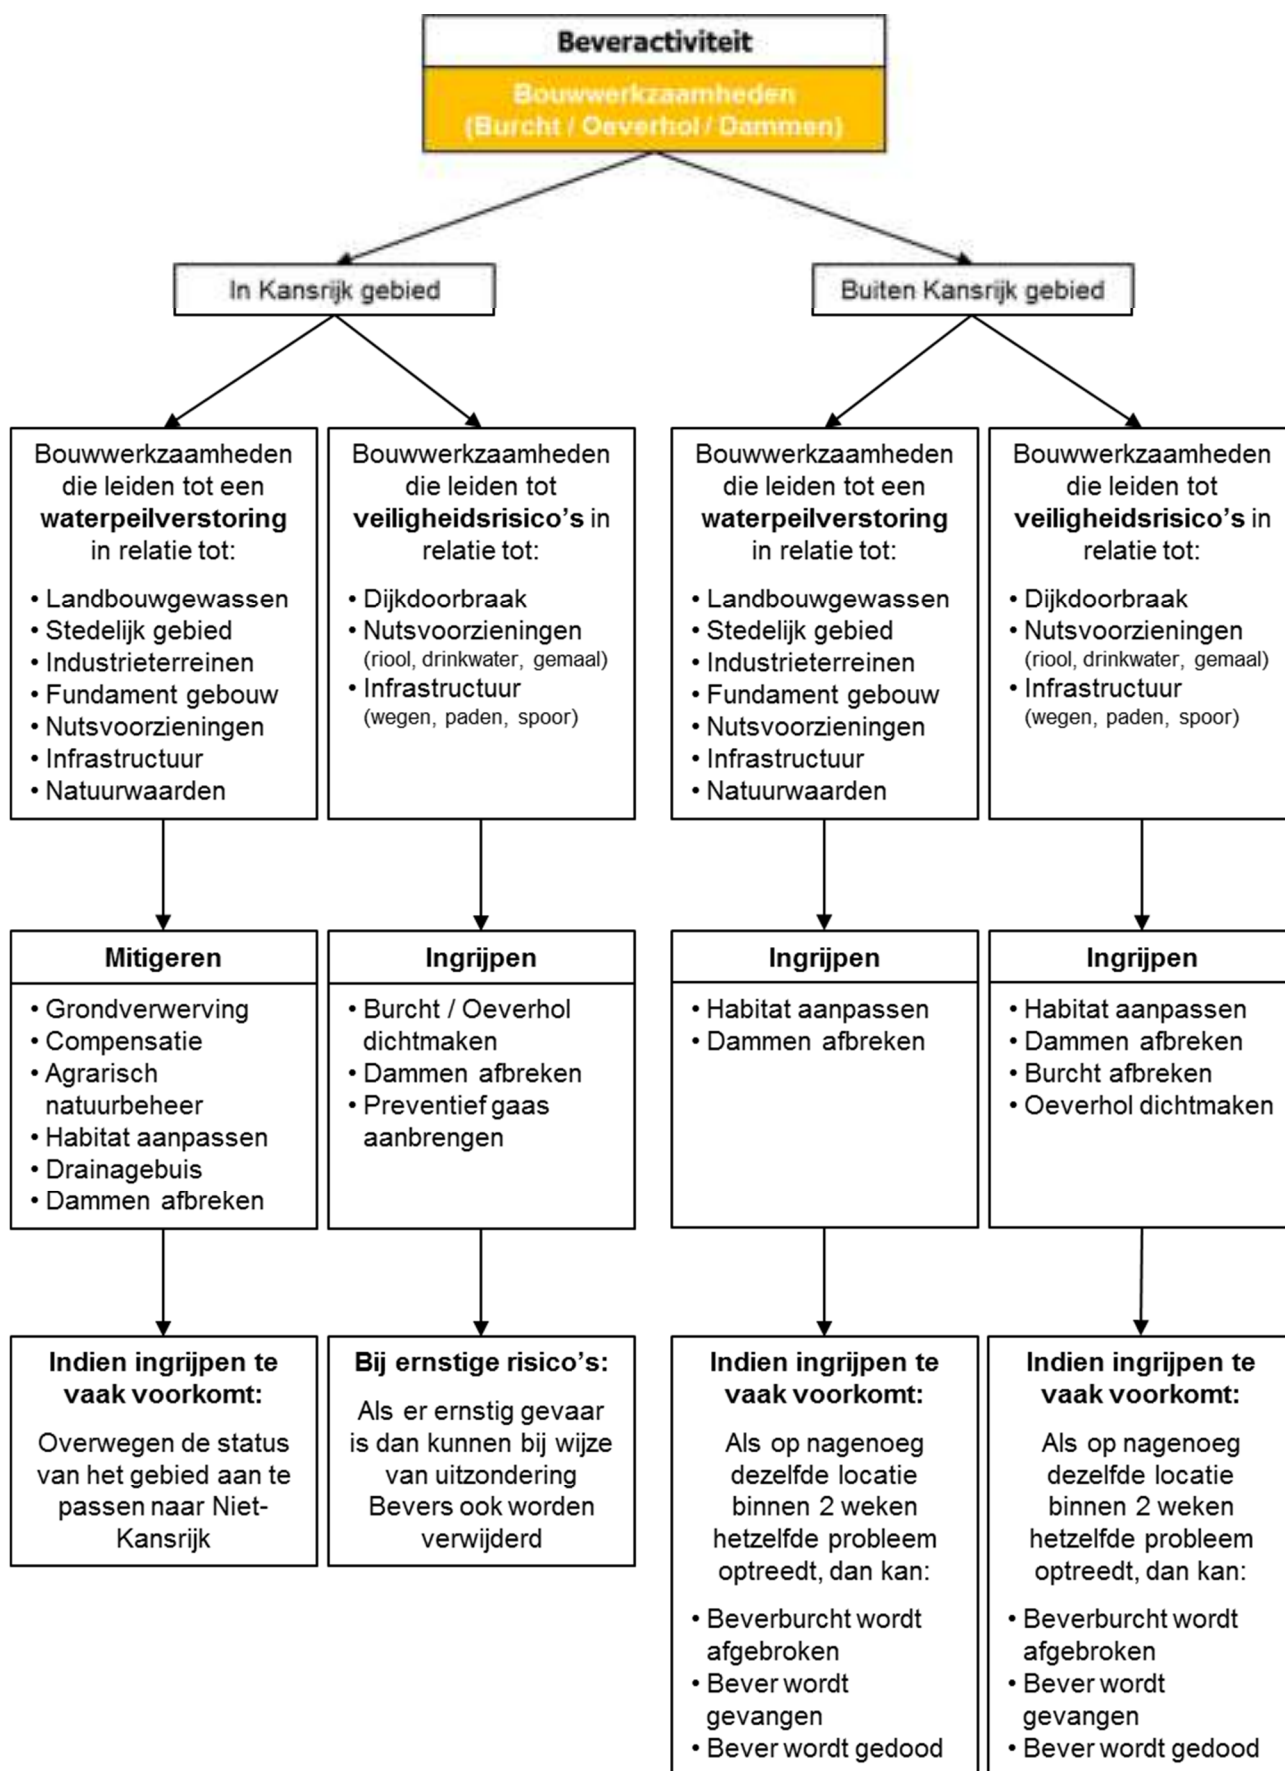 Beveractiviteit
Bouwwerkzaamheden
(Burcht / Oeverhol / Dammen)
In Kansrijk gebied
Buiten Kansrijk gebied
Bouwwerkzaamheden
die leiden tot een
waterpeilverstoring
in relatie tot:
• Landbouwgewassen
• Stedelijk gebied
• Industrieterreinen
• Fundament gebouw
• Nutsvoorzieningen
• Infrastructuur
• Natuurwaarden
Bouwwerkzaamheden
die leiden tot
veiligheidsrisico's in
relatie tot:
• Dijkdoorbraak
• Nutsvoorzieningen
(riool, drinkwater, gemaal)
• Infrastructuur
(wegen, paden, spoor)
Bouwwerkzaamheden
die leiden tot een
waterpeilverstoring
in relatie tot:
• Landbouwgewassen
• Stedelijk gebied
• Industrieterreinen
• Fundament gebouw
• Nutsvoorzieningen
• Infrastructuur
• Natuurwaarden
Bouwwerkzaamheden
die leiden tot
veiligheidsrisico's in
relatie tot:
• Dijkdoorbraak
• Nutsvoorzieningen
(riool, drinkwater, gemaal)
• Infrastructuur
(wegen, paden, spoor)
Mitigeren
• Grondverwerving
• Compensatie
• Agrarisch
natuurbeheer
• Habitat aanpassen
• Drainagebuis
• Dammen afbreken
Ingrijpen
• Burcht / Oeverhol
dichtmaken
• Dammen afbreken
• Preventief gaas
aanbrengen
Ingrijpen
• Habitat aanpassen
• Dammen afbreken
Ingrijpen
• Habitat aanpassen
• Dammen afbreken
• Burcht afbreken
• Oeverhol dichtmaken
Indien ingrijpen te
vaak voorkomt:
Overwegen de status
van het gebied aan te
passen naar Niet-
Kansrijk
Bij ernstige risico's:
Als er ernstig gevaar
is dan kunnen bij wijze
van uitzondering
Bevers ook worden
verwijderd
Indien ingrijpen te
vaak voorkomt:
Als op nagenoeg
dezelfde locatie
binnen 2 weken
hetzelfde probleem
optreedt, dan kan:
• Beverburcht wordt
afgebroken
• Bever wordt
gevangen
• Bever wordt gedood
Indien ingrijpen te
vaak voorkomt:
Als op nagenoeg
dezelfde locatie
binnen 2 weken
hetzelfde probleem
optreedt, dan kan:
• Beverburcht wordt
afgebroken
• Bever wordt
gevangen
• Bever wordt gedood